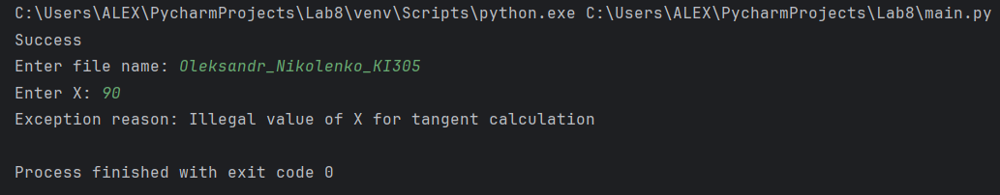 C:\Users\ALEX\PycharmProjects\Lab8\venv\Scripts\python.exe C:\Users\ALEX\PycharmProjects\Lab8\main.py
Success
Enter file name: Oleksandr_Nikolenko_KI305
Enter X: 90
Exception reason: Illegal value of X for tangent calculation
Process finished with exit code 0